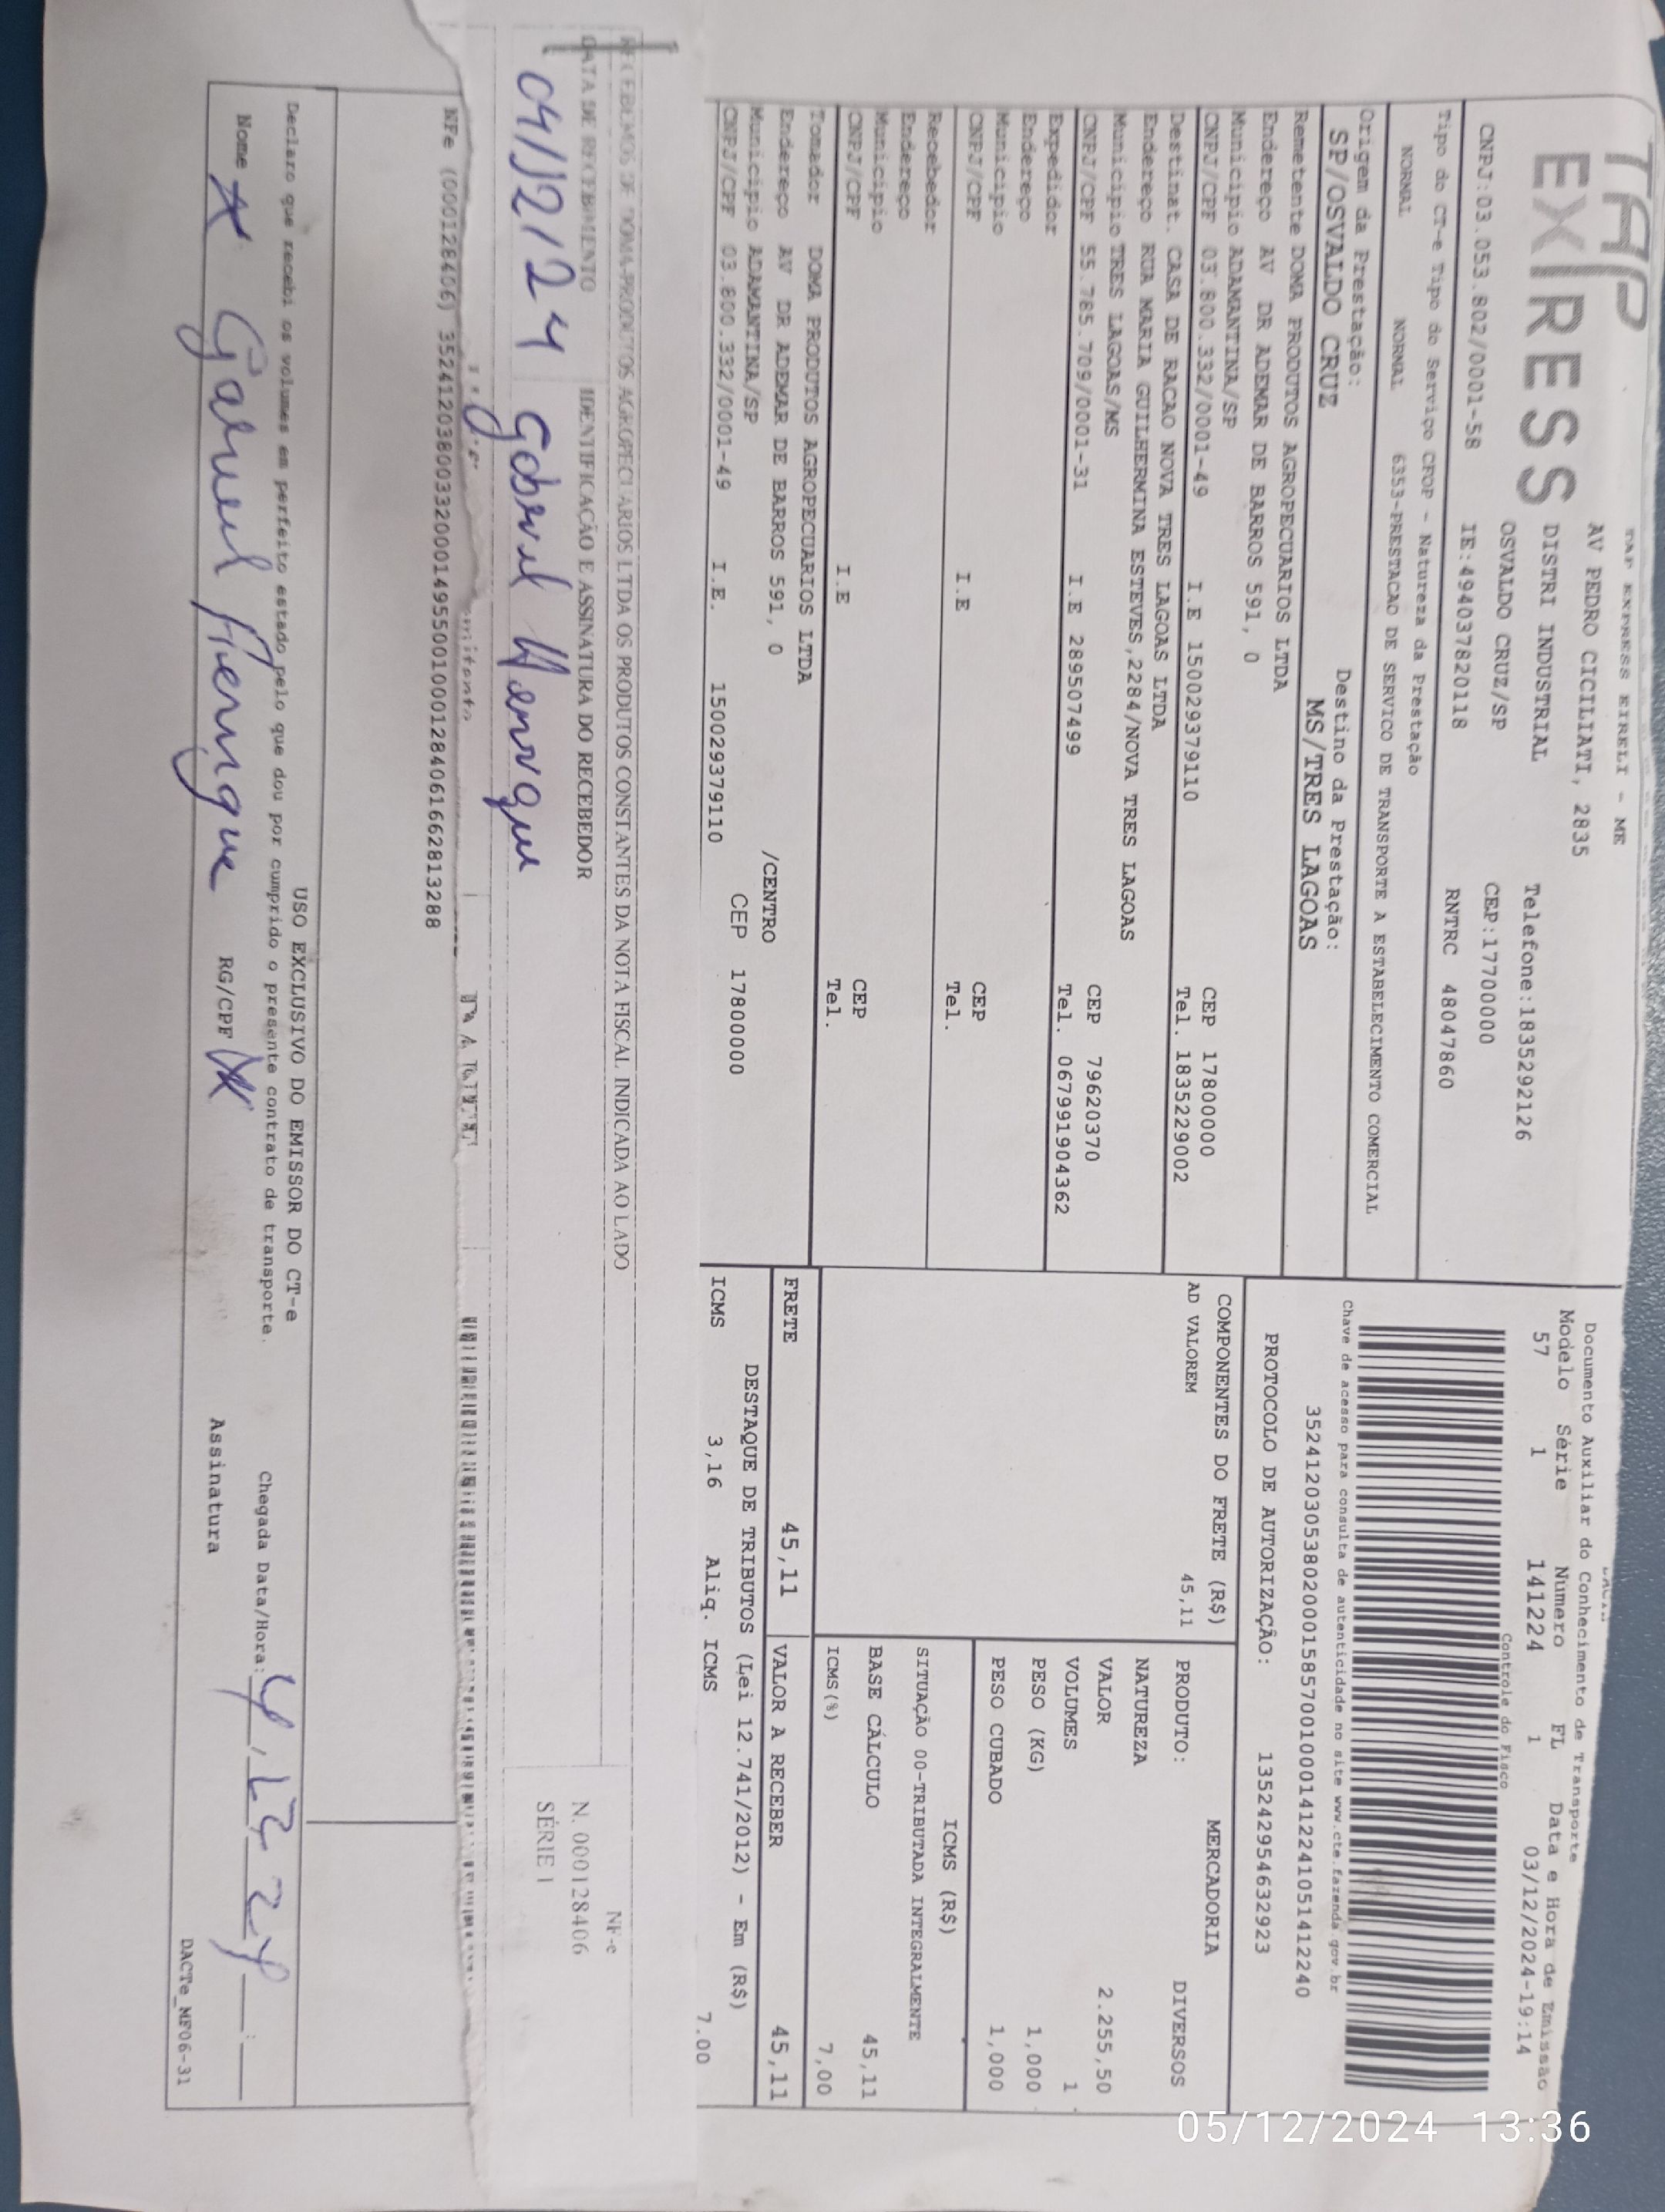 TAP
EXPRESS
TAP EXPRESS EIRELI - ME
AV PEDRO CICILIATI, 2835
DISTRI INDUSTRIAL
OSVALDO CRUZ/SP
Telefone:1835292126
CEP:17700000
CNPJ:03.053.802/0001-58 IE:494037820118 RNTRC 48047860
Tipo do CT-e Tipo do Serviço CFOP - Natureza da Prestação
NORMAL NORMAL 6353-PRESTACAO DE SERVICO DE TRANSPORTE A ESTABELECIMENTO COMERCIAL
Origem da Prestação: Destino da Prestação:
SP/OSVALDO CRUZ MS/TRES LAGOAS
Remetente DOMA PRODUTOS AGROPECUARIOS LTDA
Endereço AV DR ADEMAR DE BARROS 591, 0
Município ADAMANTINA/SP CEP 17800000
CNPJ/CPF 03.800.332/0001-49 I.E 150029379110 Tel. 1835229002
Destinat. CASA DE RACAO NOVA TRES LAGOAS LTDA
Endereço RUA MARIA GUILHERMINA ESTEVES,2284/NOVA TRES LAGOAS
Município TRES LAGOAS/MS CEP 79620370
CNPJ/CPF 55.785.709/0001-31 I.E 289507499 Tel. 067991904362
Expedidor
Endereço
Município CEP
CNPJ/CPF I.E Tel.
Recebedor
Endereço
Município CEP
CNPJ/CPF I.E Tel.
Tomador DOMA PRODUTOS AGROPECUARIOS LTDA
Endereço AV DR ADEMAR DE BARROS 591, 0 /CENTRO
Município ADAMANTINA/SP CEP 17800000
CNPJ/CPF 03.800.332/0001-49 I.E. 150029379110
Documento Auxiliar do Conhecimento de Transporte
Modelo Série Número FL Data e Hora de Emissão
57 1 141224 1 03/12/2024-19:14
Controle do Fisco
Chave de acesso para consulta de autenticidade no site www.cte.fazenda.gov.br
35241203053802000158570010001412241051412240
PROTOCOLO DE AUTORIZAÇÃO: 135242954632923
COMPONENTES DO FRETE (R$)
AD VALOREM 45,11
MERCADORIA
PRODUTO: DIVERSOS
NATUREZA
VALOR 2.255,50
VOLUMES 1
PESO (KG) 1,000
PESO CUBADO 1,000
ICMS (R$)
SITUAÇÃO 00-TRIBUTADA INTEGRALMENTE
BASE CÁLCULO 45,11
ICMS(%) 7,00
FRETE 45,11 VALOR A RECEBER 45,11
DESTAQUE DE TRIBUTOS (Lei 12.741/2012) - Em (R$)
ICMS 3,16 Aliq. ICMS 7.00
RECEBEMOS DE DOMA PRODUTOS AGROPECUARIOS LTDA OS PRODUTOS CONSTANTES DA NOTA FISCAL INDICADA AO LADO
DATA DE RECEBIMENTO IDENTIFICAÇÃO E ASSINATURA DO RECEBEDOR
04/12/24 Gabriel Henrique
NF-e
N. 000128406
SÉRIE 1
NFe (000128406) 35241203800332000149550010001284061662813288
USO EXCLUSIVO DO EMISSOR DO CT-e
Declaro que recebi os volumes em perfeito estado pelo que dou por cumprido o presente contrato de transporte.
Chegada Data/Hora: 4, 12 24 :
Nome Gabriel Henrique RG/CPF Assinatura
DACTe_MF06-31
05/12/2024 13:36